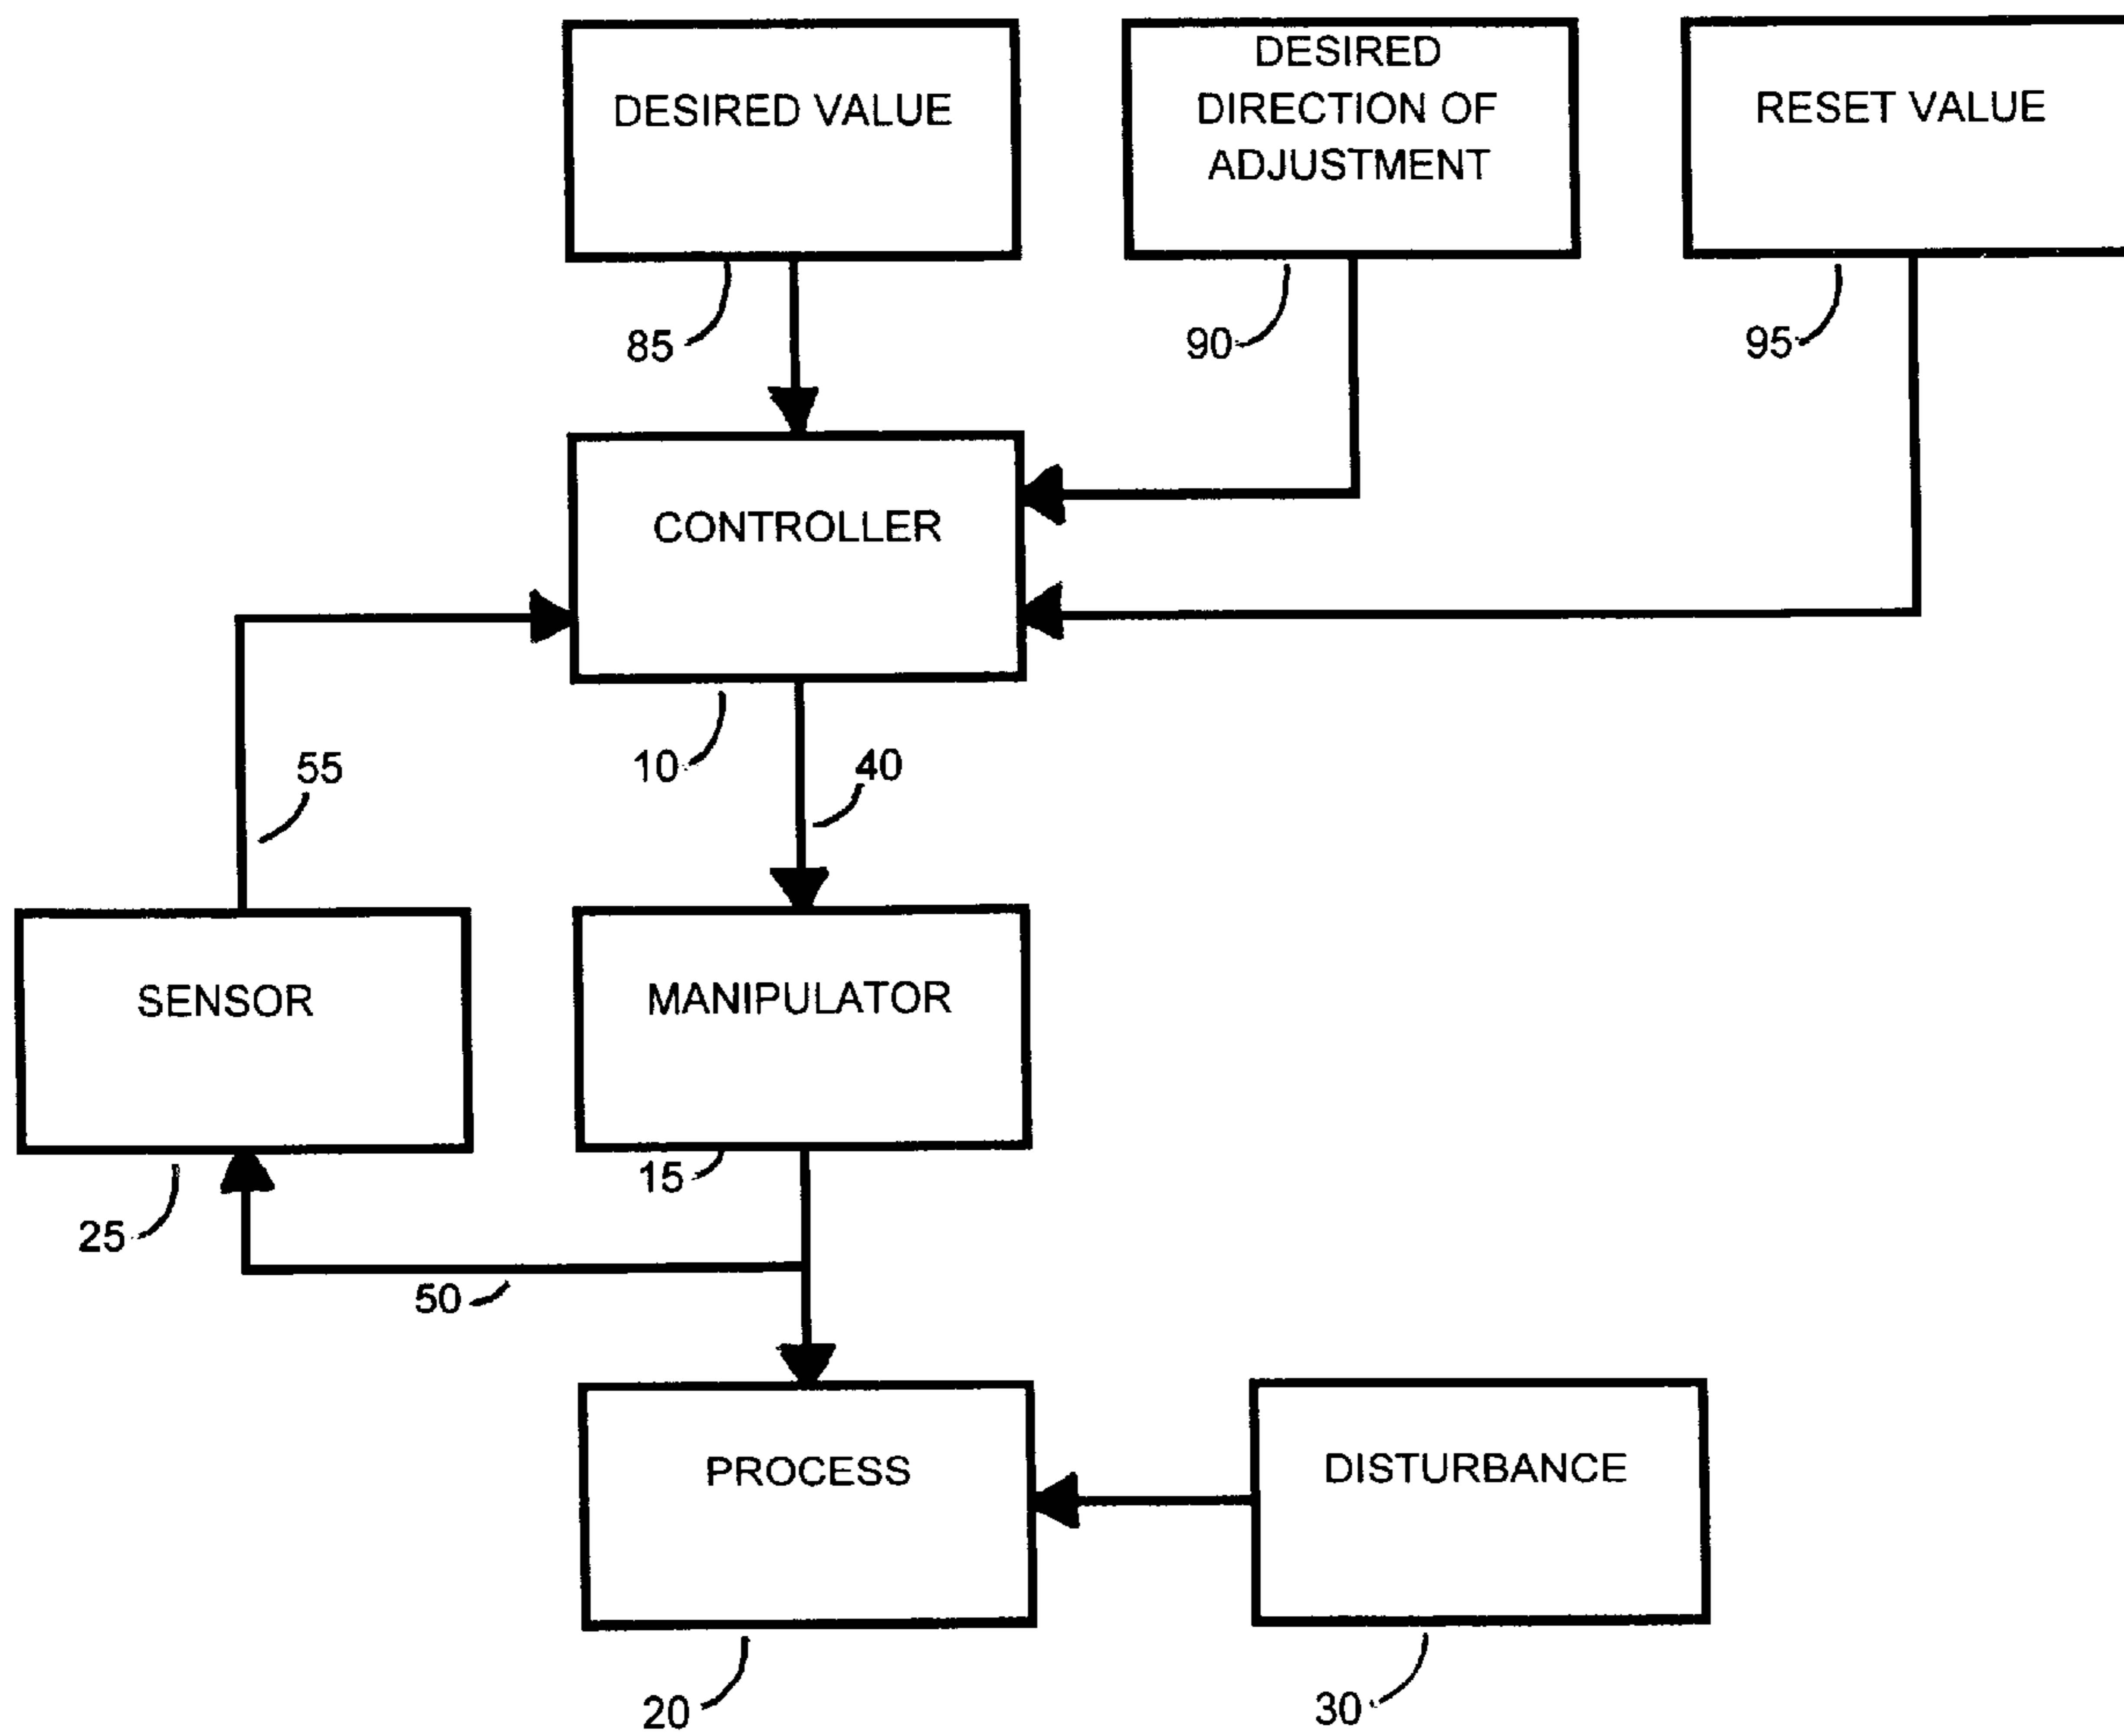 DESIRED VALUE
DESIRED
DIRECTION OF
ADJUSTMENT
RESET VALUE
85
90
95
CONTROLLER
10
40
55
SENSOR
MANIPULATOR
15
25
50
PROCESS
DISTURBANCE
20
30